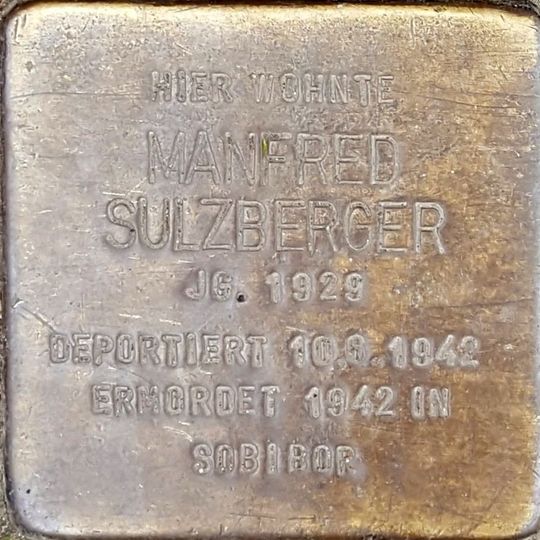 HIER WOHNTE
MANFRED
SULZBERGER
JG. 1929
DEPORTIERT 10.6.1942
ERMORDET 1942 IN
SOBIBOR